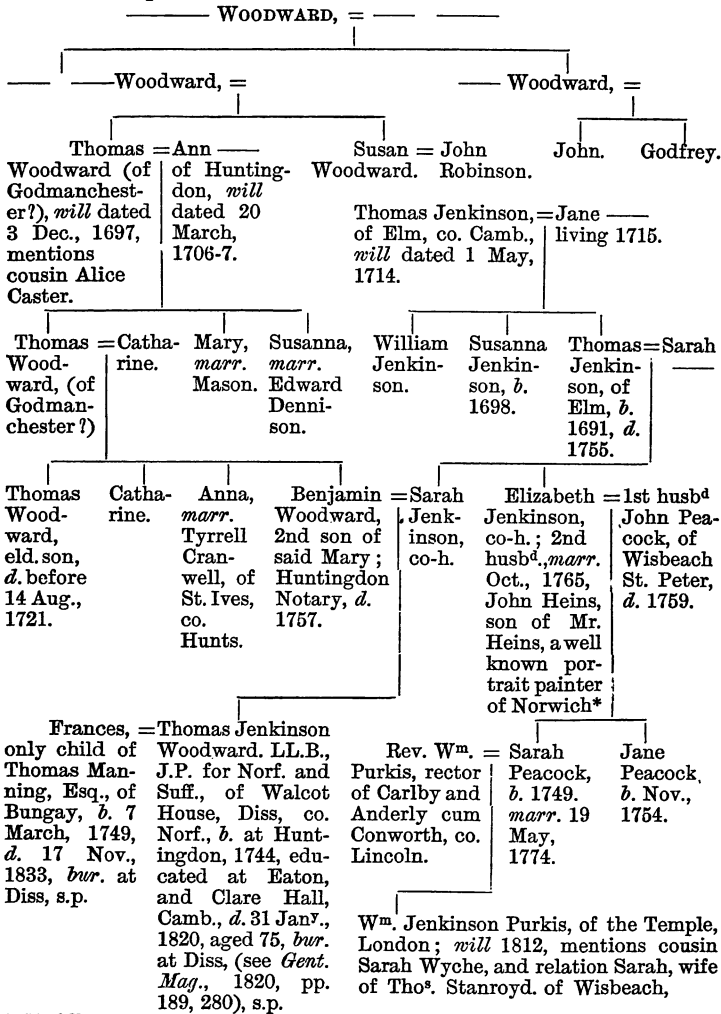 ——— WOODWARD, = ——— ———
—— ——Woodward, =
—— Woodward, =
Thomas = Ann ——
Woodward (of
Godmanchest-
er?), will dated
3 Dec., 1697,
mentions
cousin Alice
Caster.
of Hunting-
don, will
dated 20
March,
1706-7.
Susan = John
Woodward. Robinson.
John.
Godfrey.
Thomas Jenkinson, = Jane ——
of Elm, co. Camb.,
will dated 1 May,
1714.
living 1715.
Thomas = Catha-
Wood-
ward, (of
Godman-
chester?)
rine.
Mary,
marr.
Mason.
Susanna,
marr.
Edward
Denni-
son.
William
Jenkin-
son.
Susanna
Jenkin-
son, b.
1698.
Thomas = Sarah
Jenkin-
son, of
Elm, b.
1691, d.
1755.
——
Thomas
Wood-
ward,
eld. son,
d. before
14 Aug.,
1721.
Catha-
rine.
Anna,
marr.
Tyrrell
Cran-
well, of
St. Ives,
co.
Hunts.
Benjamin = Sarah
Woodward,
2nd son of
said Mary;
Huntingdon
Notary, d.
1757.
Jenk-
inson,
co-h.
Elizabeth = 1st husbᵈ
Jenkinson,
co-h.; 2nd
husbᵈ., marr.
Oct., 1765,
John Heins,
son of Mr.
Heins, a well
known por-
trait painter
of Norwich*
John Pea-
cock, of
Wisbeach
St. Peter,
d. 1759.
Frances, = Thomas Jenkinson
only child of
Thomas Man-
ning, Esq., of
Bungay, b. 7
March, 1749,
d. 17 Nov.,
1833, bur. at
Diss, s.p.
Woodward. LL.B.,
J.P. for Norf. and
Suff., of Walcot
House, Diss, co.
Norf., b. at Hunt-
ingdon, 1744, edu-
cated at Eaton,
and Clare Hall,
Camb., d. 31 Janʸ.,
1820, aged 75, bur.
at Diss, (see Gent.
Mag., 1820, pp.
189, 280), s.p.
Rev. Wᵐ. = Sarah
Purkis, rector
of Carlby and
Anderly cum
Conworth, co.
Lincoln.
Peacock,
b. 1749.
marr. 19
May,
1774.
Jane
Peacock,
b. Nov.,
1754.
Wᵐ. Jenkinson Purkis, of the Temple,
London; will 1812, mentions cousin
Sarah Wyche, and relation Sarah, wife
of Thoˢ. Stanroyd. of Wisbeach,